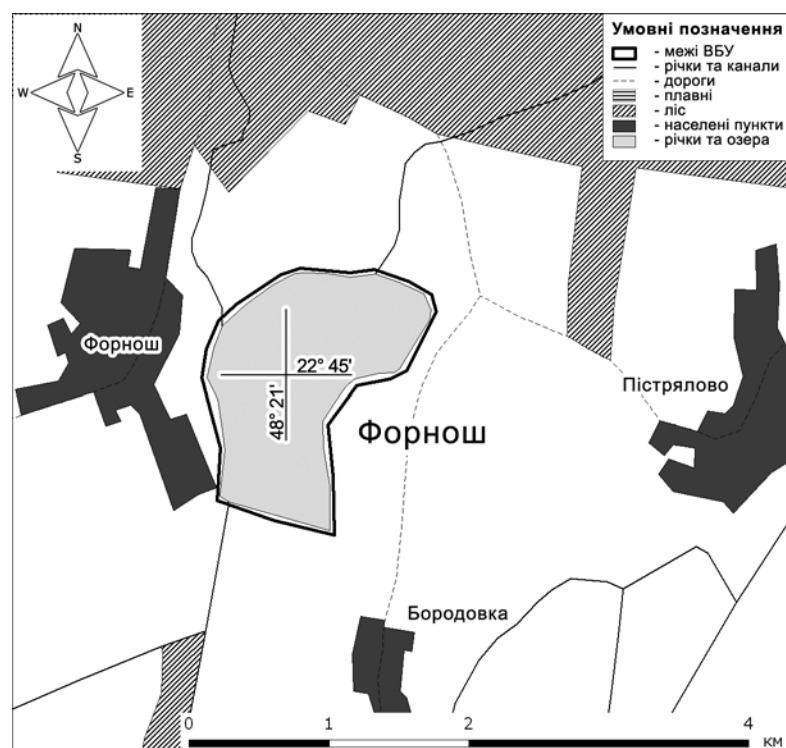 N
W
E
S
Умовні позначення
- межі ВБУ
- річки та канали
- дороги
- плавні
- ліс
- населені пункти
- річки та озера
Форнош
22° 45'
48° 21'
Форнош
Пістрялово
Бородовка
0 1 2 4
км